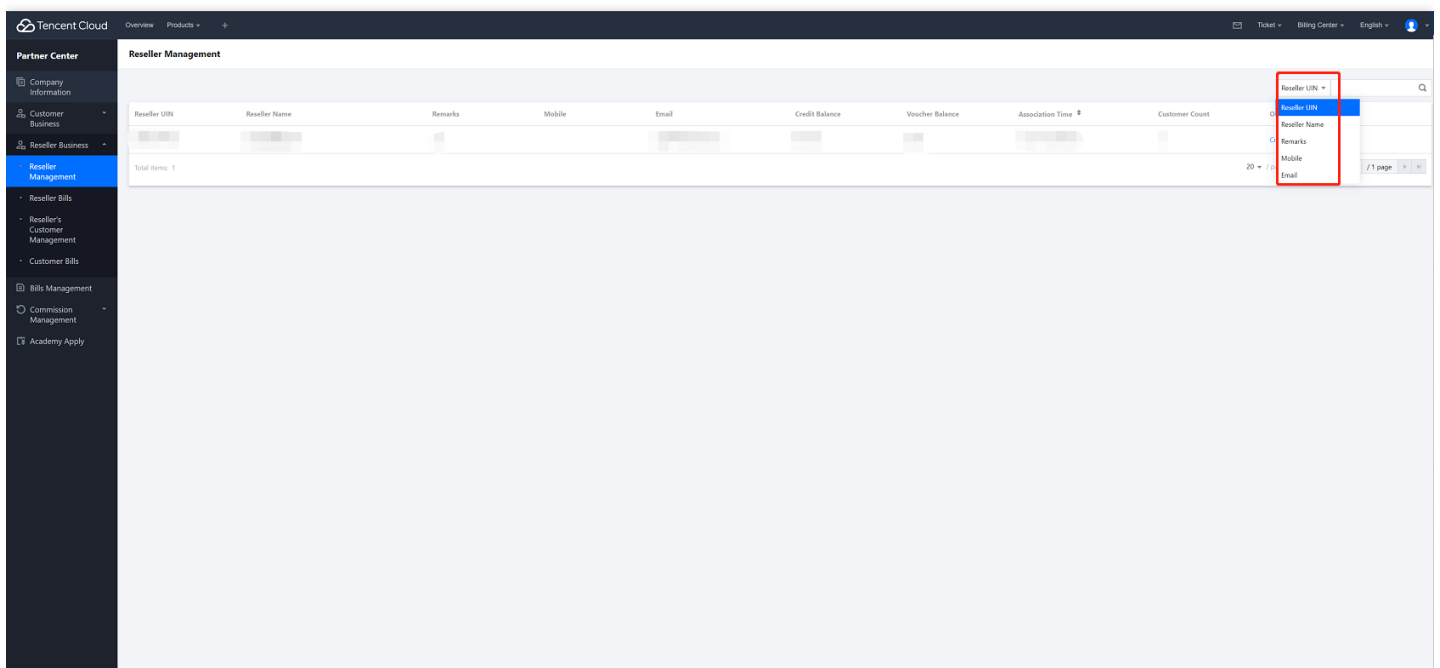 Tencent Cloud Overview Products + Ticket Billing Center English
Partner Center
Reseller Management
Company
Information
Customer
Business
Reseller Business
Reseller
Management
Reseller Bills
Reseller's
Customer
Management
Customer Bills
Bills Management
Commission
Management
Academy Apply
Reseller UIN
Reseller UIN Reseller Name Remarks Mobile Email Credit Balance Voucher Balance Association Time Customer Count
Total items: 1
20 / 1 page
Reseller UIN
Reseller Name
Remarks
Mobile
Email